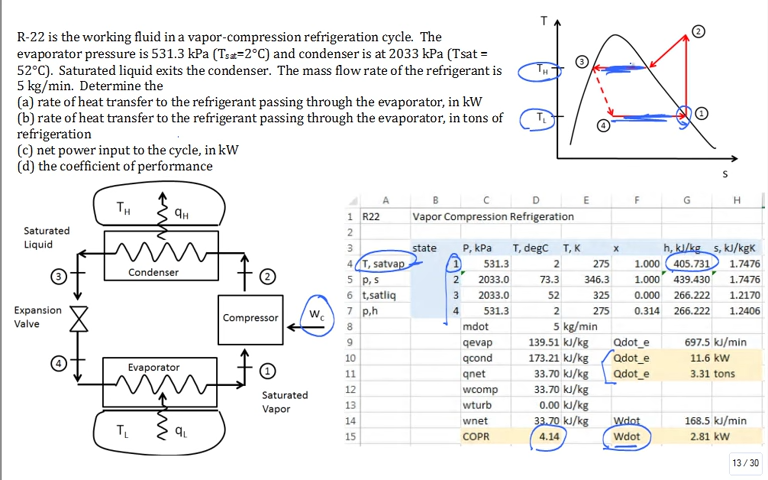 R-22 is the working fluid in a vapor-compression refrigeration cycle. The
evaporator pressure is 531.3 kPa (Tsat=2°C) and condenser is at 2033 kPa (Tsat =
52°C). Saturated liquid exits the condenser. The mass flow rate of the refrigerant is
5 kg/min. Determine the
(a) rate of heat transfer to the refrigerant passing through the evaporator, in kW
(b) rate of heat transfer to the refrigerant passing through the evaporator, in tons of
refrigeration
(c) net power input to the cycle, in kW
(d) the coefficient of performance
T
2
3
TH
TL
4
1
s
TH
qH
Saturated
Liquid
Condenser
3
2
Expansion
Valve
Compressor
Wc
4
Evaporator
1
Saturated
Vapor
TL
qL
A B C D E F G H
1 R22 Vapor Compression Refrigeration
2
3 state P, kPa T, degC T, K x h, kJ/kg s, kJ/kgK
4 T, satvap 1 531.3 2 275 1.000 405.731 1.7476
5 p, s 2 2033.0 73.3 346.3 1.000 439.430 1.7476
6 t,satliq 3 2033.0 52 325 0.000 266.222 1.2170
7 p,h 4 531.3 2 275 0.314 266.222 1.2406
8 mdot 5 kg/min
9 qevap 139.51 kJ/kg Qdot_e 697.5 kJ/min
10 qcond 173.21 kJ/kg Qdot_e 11.6 kW
11 qnet 33.70 kJ/kg Qdot_e 3.31 tons
12 wcomp 33.70 kJ/kg
13 wturb 0.00 kJ/kg
14 wnet 33.70 kJ/kg Wdot 168.5 kJ/min
15 COPR 4.14 Wdot 2.81 kW
13 / 30